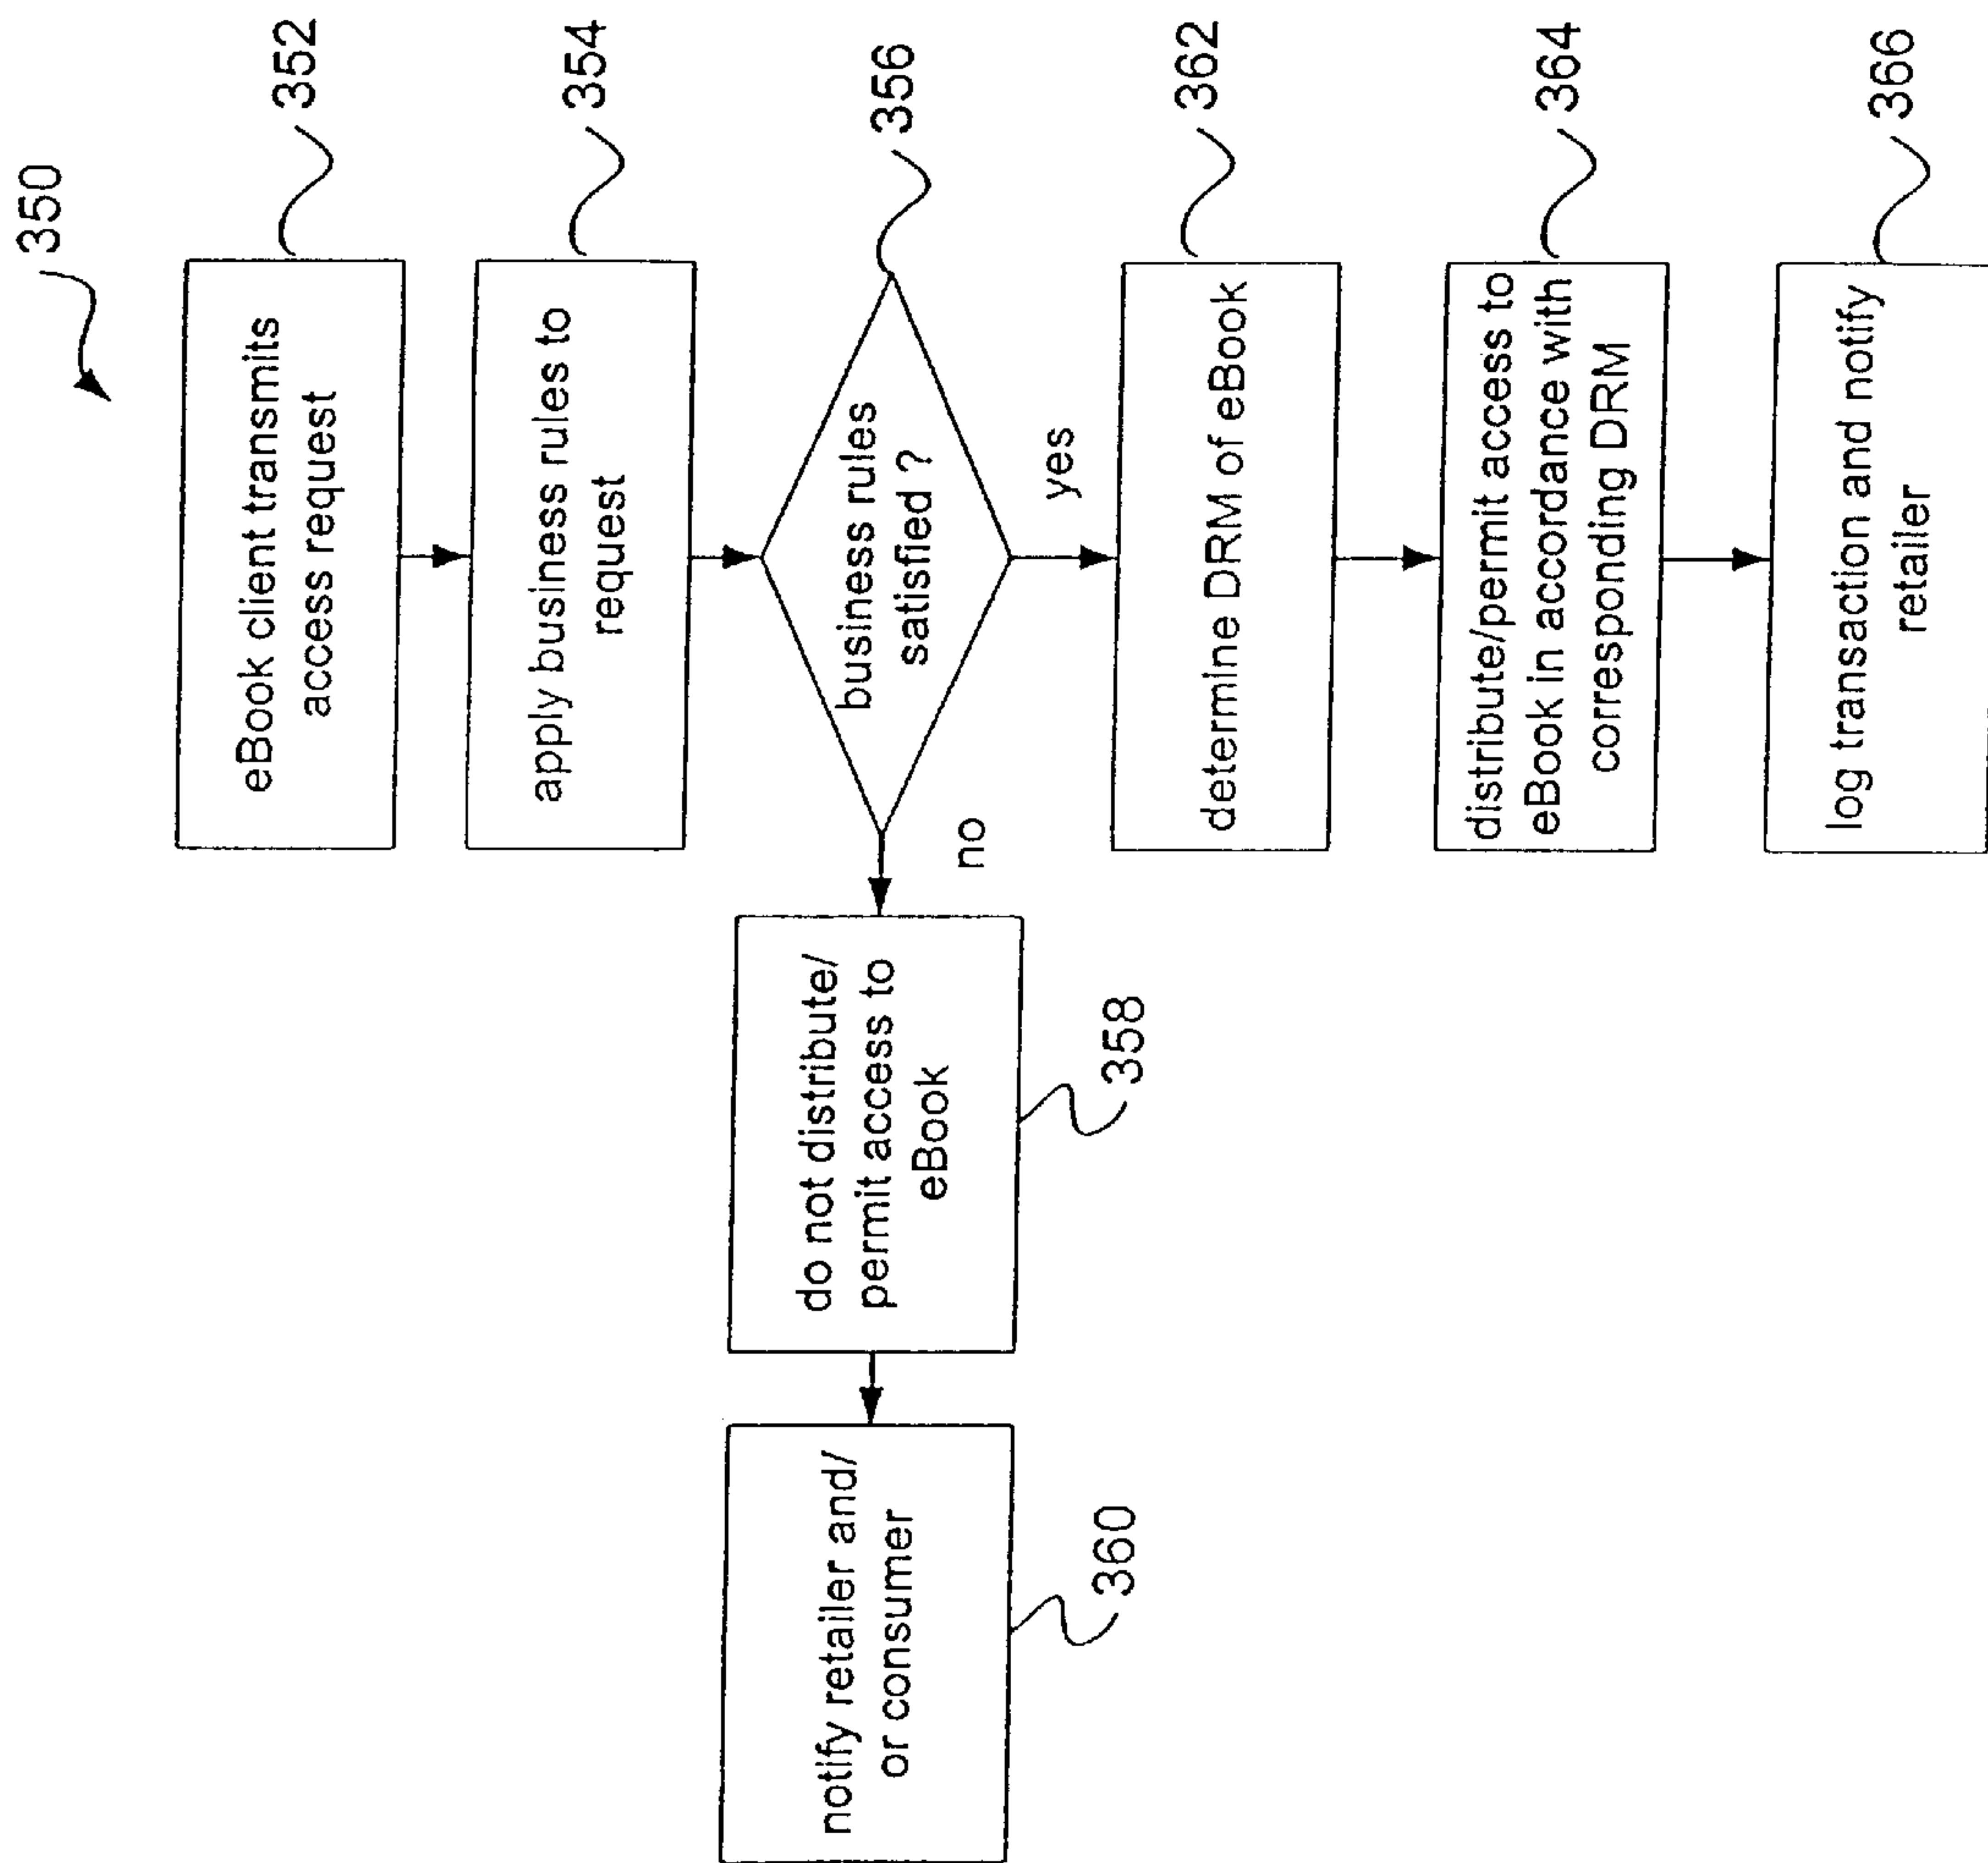 350
eBook client transmits
access request
352
apply business rules to
request
354
business rules
satisfied ?
356
no
yes
do not distribute/
permit access to
eBook
358
notify retailer and/
or consumer
360
determine DRM of eBook
362
distribute/permit access to
eBook in accordance with
corresponding DRM
364
log transaction and notify
retailer
366